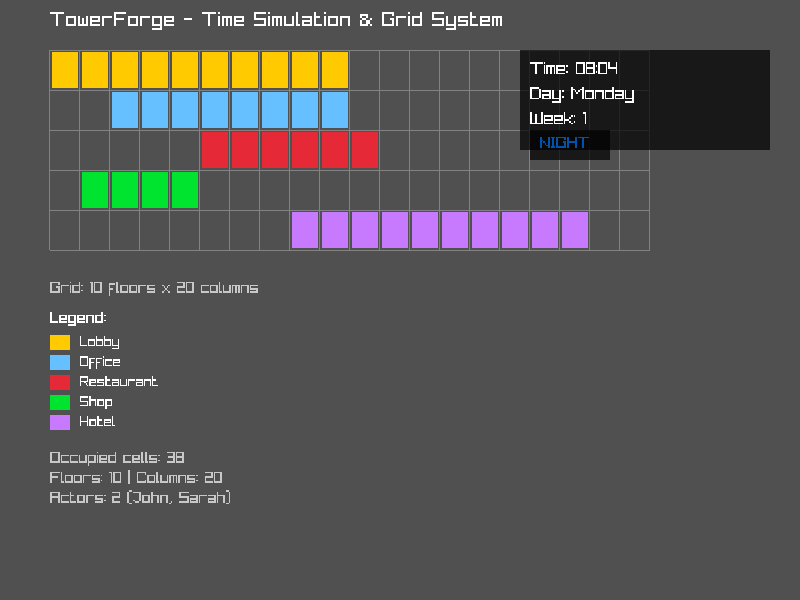 TowerForge - Time Simulation & Grid System
Time: 08:04
Day: Monday
Week: 1
NIGHT
Grid: 10 floors x 20 columns
Legend:
Lobby
Office
Restaurant
Shop
Hotel
Occupied cells: 38
Floors: 10 | Columns: 20
Actors: 2 (John, Sarah)